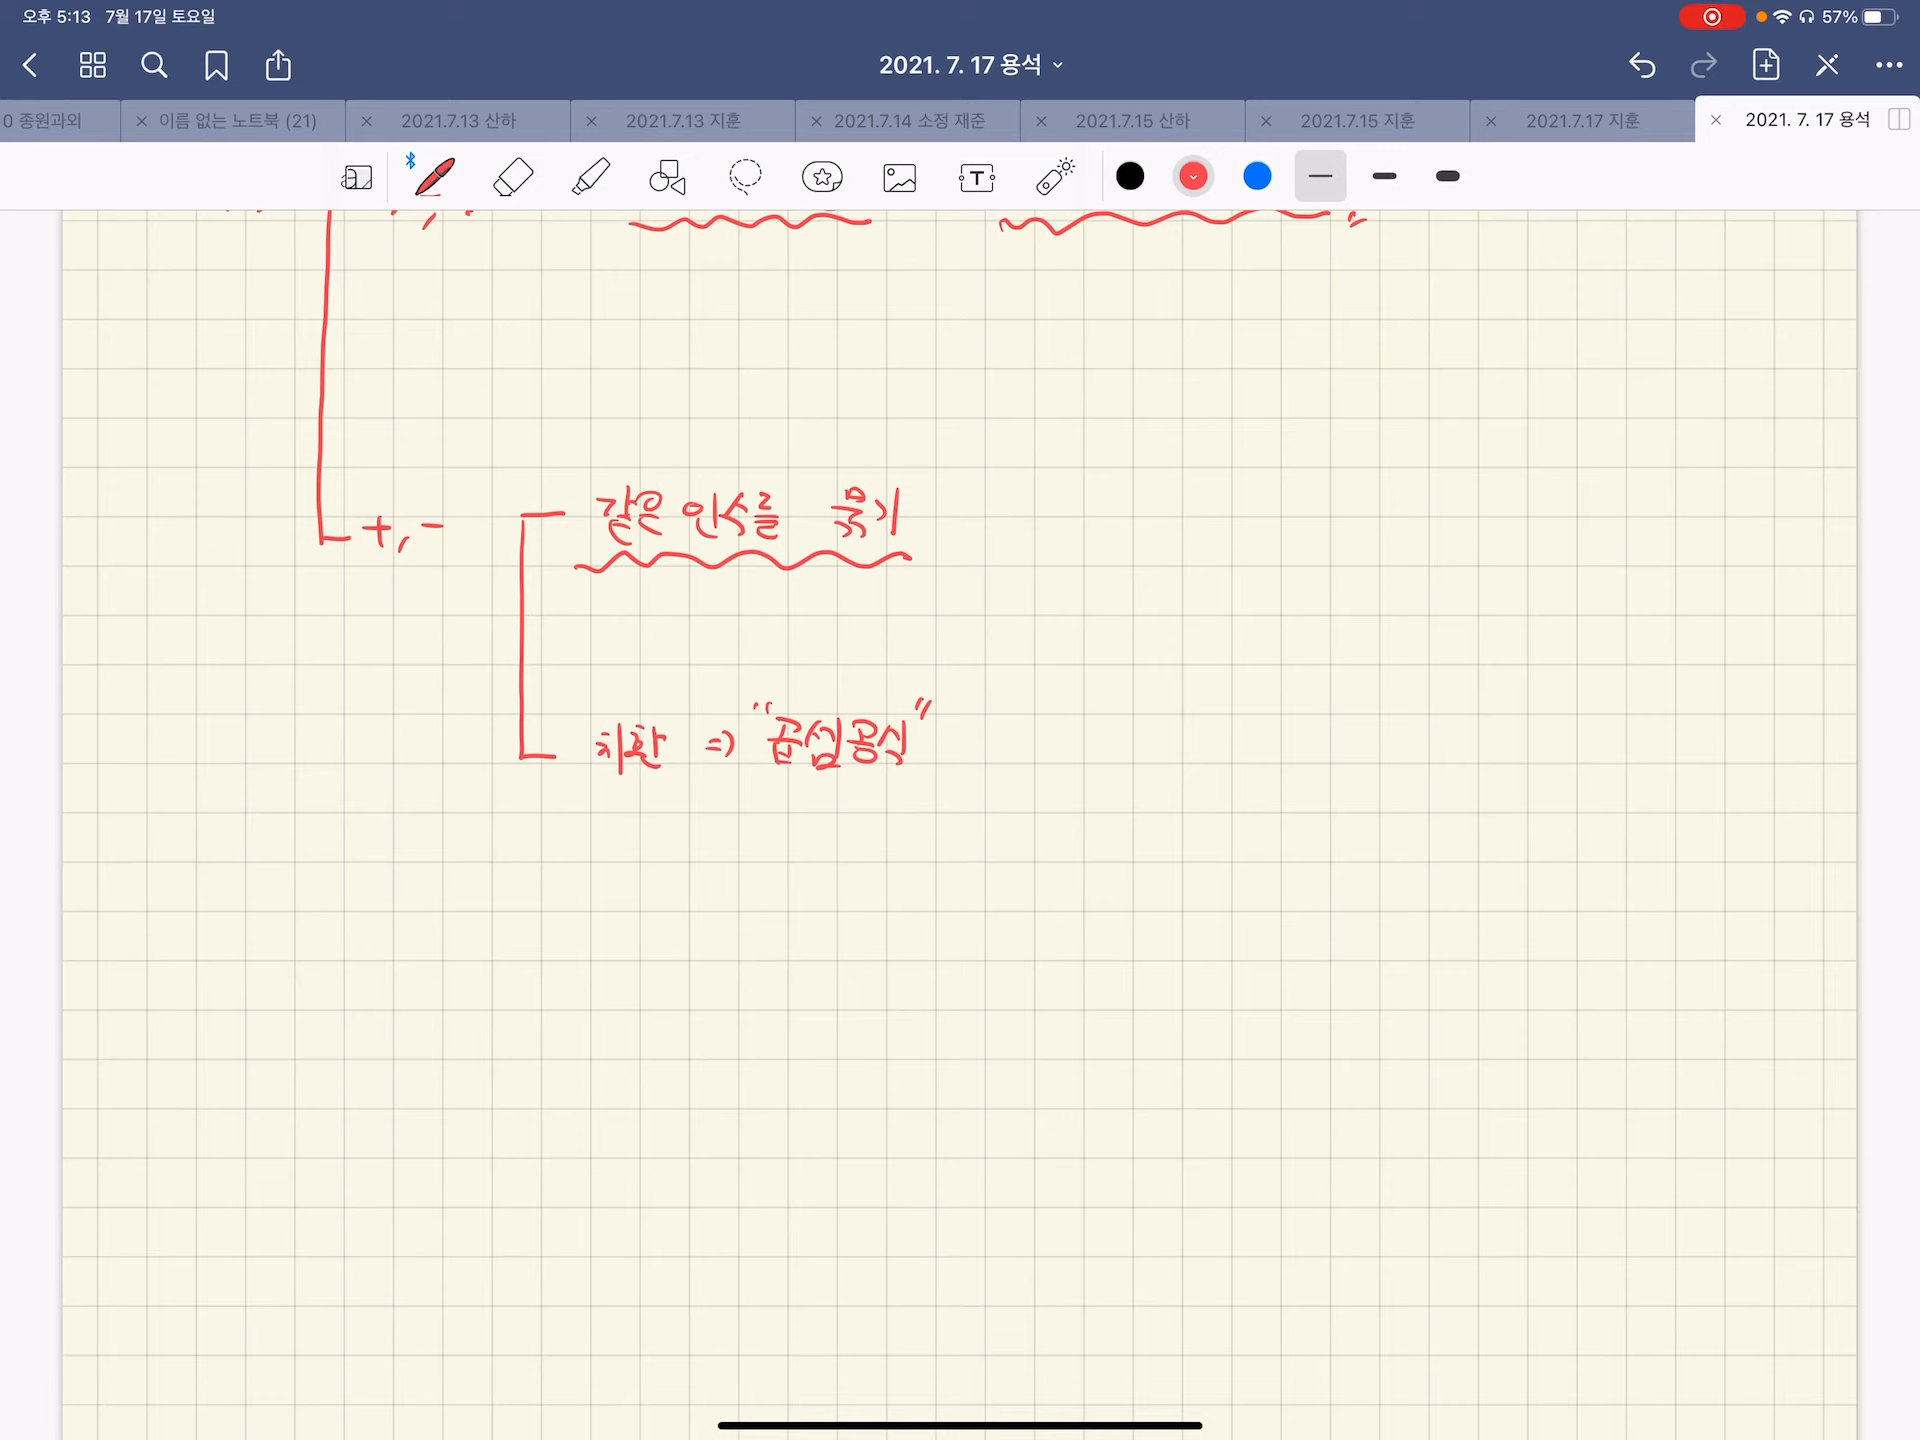 오후 5:13 7월 17일 토요일
57%
2021. 7. 17 용석
0 종원과외
이름 없는 노트북 (21)
2021.7.13 산하
2021.7.13 지훈
2021.7.14 소정 재준
2021.7.15 산하
2021.7.15 지훈
2021.7.17 지훈
2021. 7. 17 용석
+, - 같은 인수를 묶기
치환 => "곱셈공식"